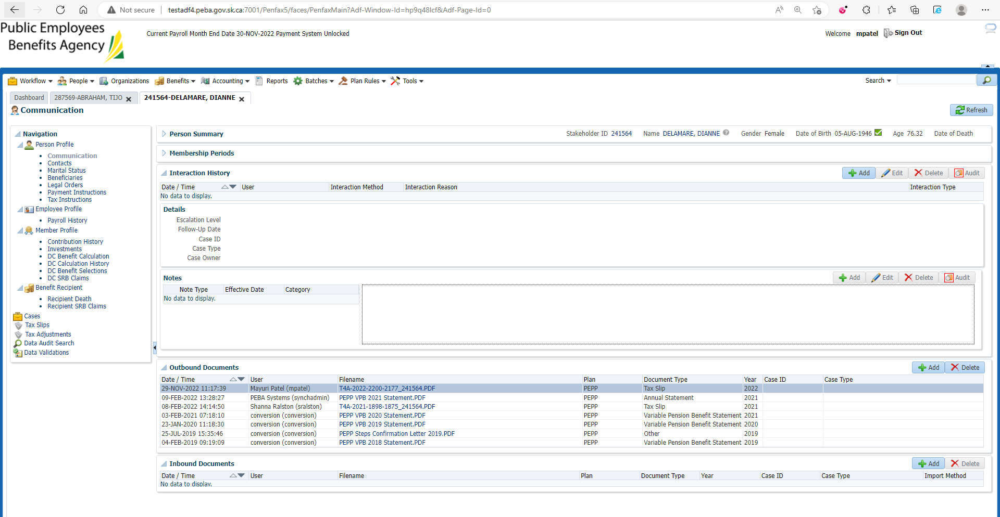 Not secure testadf4.peba.gov.sk.ca:7001/Penfax5/faces/PenfaxMain?Adf-Window-Id=hp9q48lcf&Adf-Page-Id=0
Public Employees
Benefits Agency
Current Payroll Month End Date 30-NOV-2022 Payment System Unlocked
Welcome mpatel Sign Out
Workflow People Organizations Benefits Accounting Reports Batches Plan Rules Tools Search
Dashboard 287569-ABRAHAM, TIJO 241564-DELAMARE, DIANNE
Communication
Refresh
Navigation
Person Profile
Communication
Contacts
Marital Status
Beneficiaries
Legal Orders
Payment Instructions
Tax Instructions
Employee Profile
Payroll History
Member Profile
Contribution History
Investments
DC Benefit Calculation
DC Calculation History
DC Benefit Selections
DC SRB Claims
Benefit Recipient
Recipient Death
Recipient SRB Claims
Cases
Tax Slips
Tax Adjustments
Data Audit Search
Data Validations
Person Summary Stakeholder ID 241564 Name DELAMARE, DIANNE Gender Female Date of Birth 05-AUG-1946 Age 76.32 Date of Death
Membership Periods
Interaction History Add Edit Delete Audit
Date / Time User Interaction Method Interaction Reason Interaction Type
No data to display.
Details
Escalation Level
Follow-Up Date
Case ID
Case Type
Case Owner
Notes Add Edit Delete Audit
Note Type Effective Date Category
No data to display.
Outbound Documents Add Delete
Date / Time User Filename Plan Document Type Year Case ID Case Type
29-NOV-2022 11:17:39 Mayuri Patel (mpatel) T4A-2022-2200-2177_241564.PDF PEPP Tax Slip 2022
09-FEB-2022 13:28:27 PEBA Systems (synchadmin) PEPP VPB 2021 Statement.PDF PEPP Annual Statement 2021
08-FEB-2022 14:14:50 Shanna Ralston (sralston) T4A-2021-1898-1875_241564.PDF PEPP Tax Slip 2021
03-FEB-2021 07:18:10 conversion (conversion) PEPP VPB 2020 Statement.PDF PEPP Variable Pension Benefit Statement 2021
23-JAN-2020 11:18:30 conversion (conversion) PEPP VPB 2019 Statement.PDF PEPP Variable Pension Benefit Statement 2020
25-JUL-2019 15:35:46 conversion (conversion) PEPP Steps Confirmation Letter 2019.PDF PEPP Other 2019
04-FEB-2019 09:19:09 conversion (conversion) PEPP VPB 2018 Statement.PDF PEPP Variable Pension Benefit Statement 2019
Inbound Documents Add Delete
Date / Time User Filename Plan Document Type Year Case ID Case Type Import Method
No data to display.